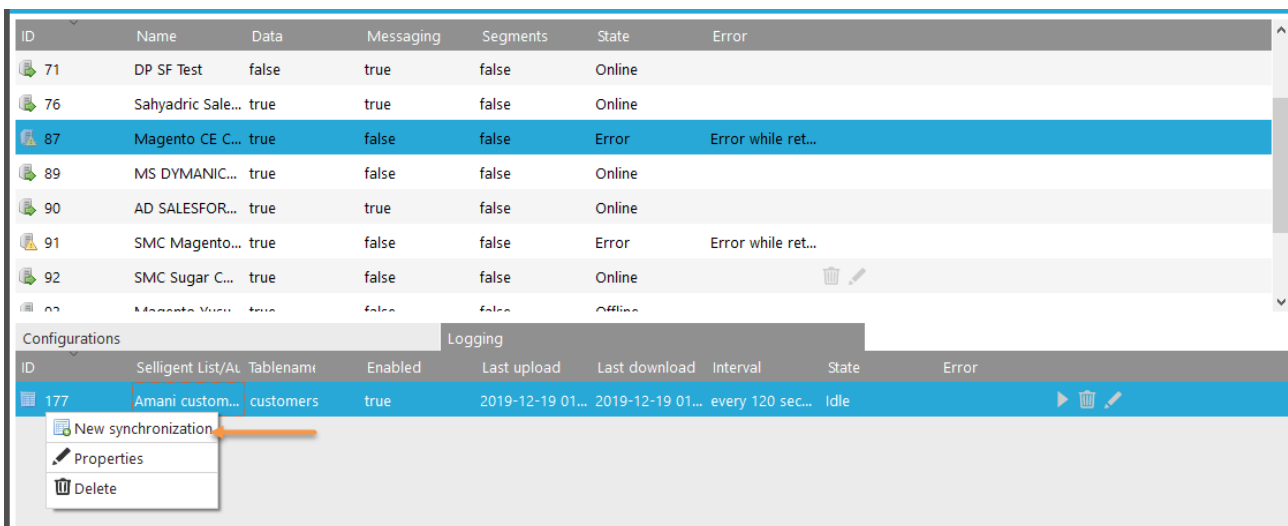 ID Name Data Messaging Segments State Error
71 DP SF Test false true false Online
76 Sahyadric Sale... true true false Online
87 Magento CE C... true false false Error Error while ret...
89 MS DYMANIC... true false false Online
90 AD SALESFOR... true true false Online
91 SMC Magento... true false false Error Error while ret...
92 SMC Sugar C... true false false Online
Configurations Logging
ID Selligent List/Au Tablename Enabled Last upload Last download Interval State Error
177 Amani custom... customers true 2019-12-19 01... 2019-12-19 01... every 120 sec... Idle
New synchronization
Properties
Delete